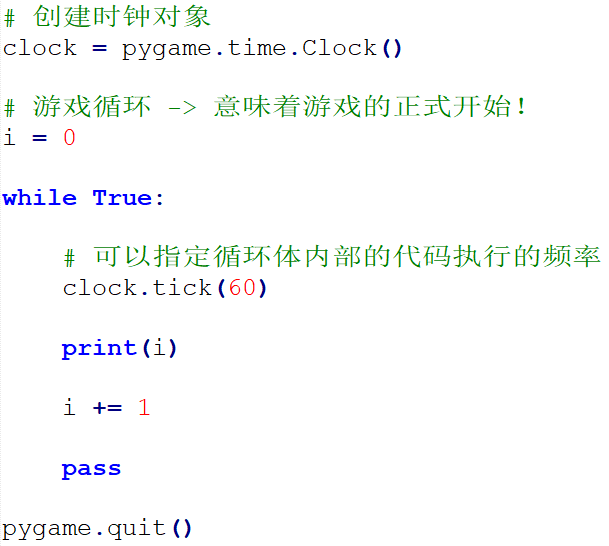 # 创建时钟对象
clock = pygame.time.Clock()
# 游戏循环 -> 意味着游戏的正式开始！
i = 0
while True:
# 可以指定循环体内部的代码执行的频率
clock.tick(60)
print(i)
i += 1
pass
pygame.quit()